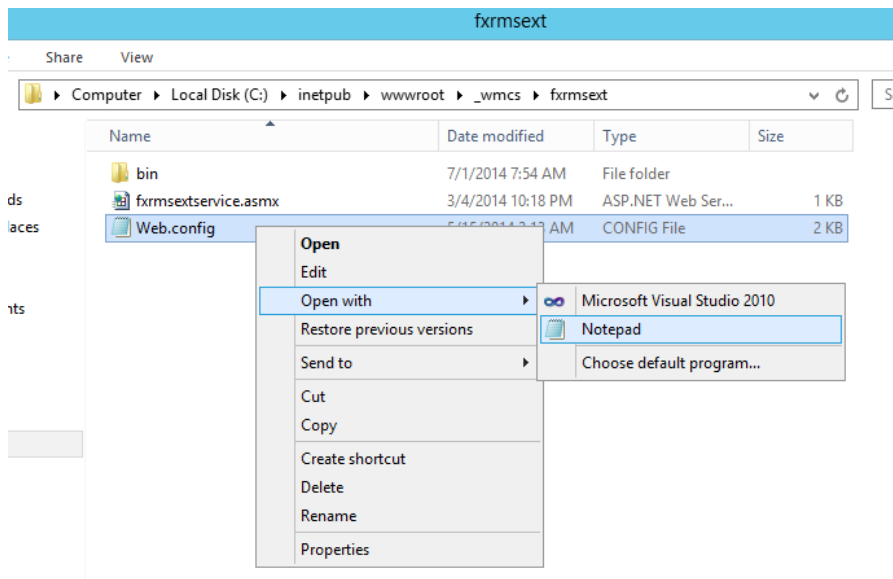 fxrmsext
Share View
Computer Local Disk (C:) inetpub wwwroot _wmcs fxrmsext S
Name Date modified Type Size
bin 7/1/2014 7:54 AM File folder
ds fxrmsextservice.asmx 3/4/2014 10:18 PM ASP.NET Web Ser... 1 KB
laces Web.config AM CONFIG File 2 KB
Open
Edit
Open with Microsoft Visual Studio 2010
nts
Restore previous versions Notepad
Send to Choose default program...
Cut
Copy
Create shortcut
Delete
Rename
Properties